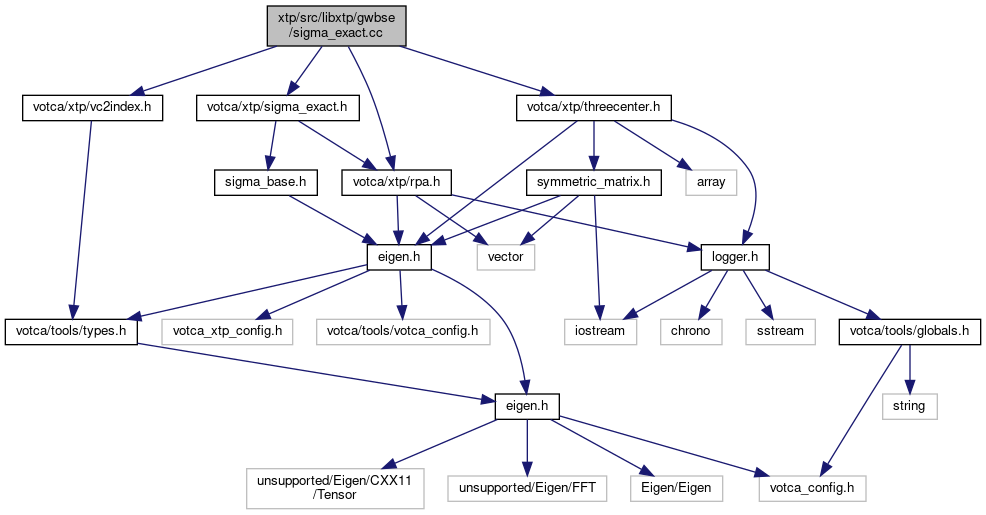 xtp/src/libxtp/gwbse
/sigma_exact.cc
votca/xtp/vc2index.h
votca/xtp/sigma_exact.h
votca/xtp/threecenter.h
sigma_base.h
votca/xtp/rpa.h
symmetric_matrix.h
array
eigen.h
vector
logger.h
votca/tools/types.h
votca_xtp_config.h
votca/tools/votca_config.h
iostream
chrono
sstream
votca/tools/globals.h
eigen.h
string
unsupported/Eigen/CXX11
/Tensor
unsupported/Eigen/FFT
Eigen/Eigen
votca_config.h